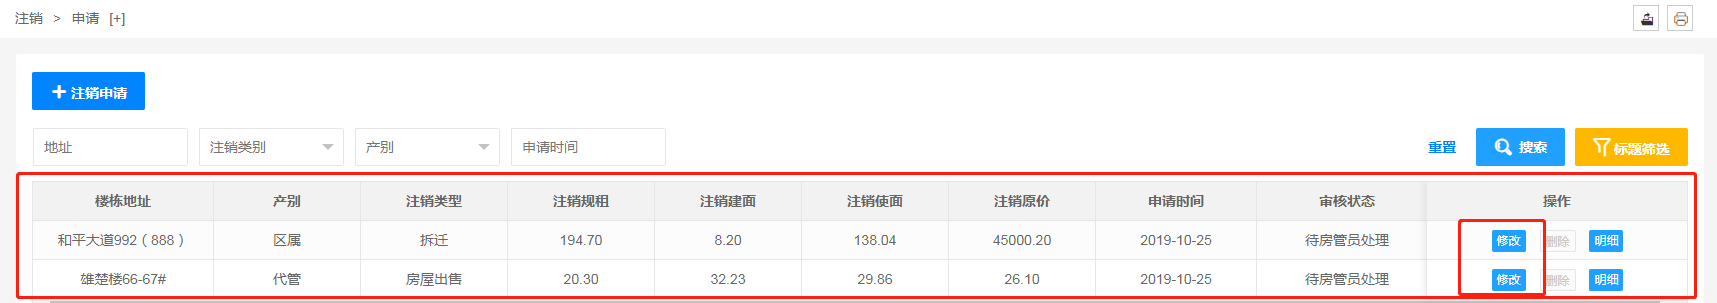 注销 > 申请 [+]
+ 注销申请
地址 注销类别 产别 申请时间 重置 搜索 标题筛选
楼栋地址 产别 注销类型 注销规租 注销建面 注销使面 注销原价 申请时间 审核状态 操作
和平大道992（888） 区属 拆迁 194.70 8.20 138.04 45000.20 2019-10-25 待房管员处理 修改 删除 明细
雄楚楼66-67# 代管 房屋出售 20.30 32.23 29.86 26.10 2019-10-25 待房管员处理 修改 删除 明细